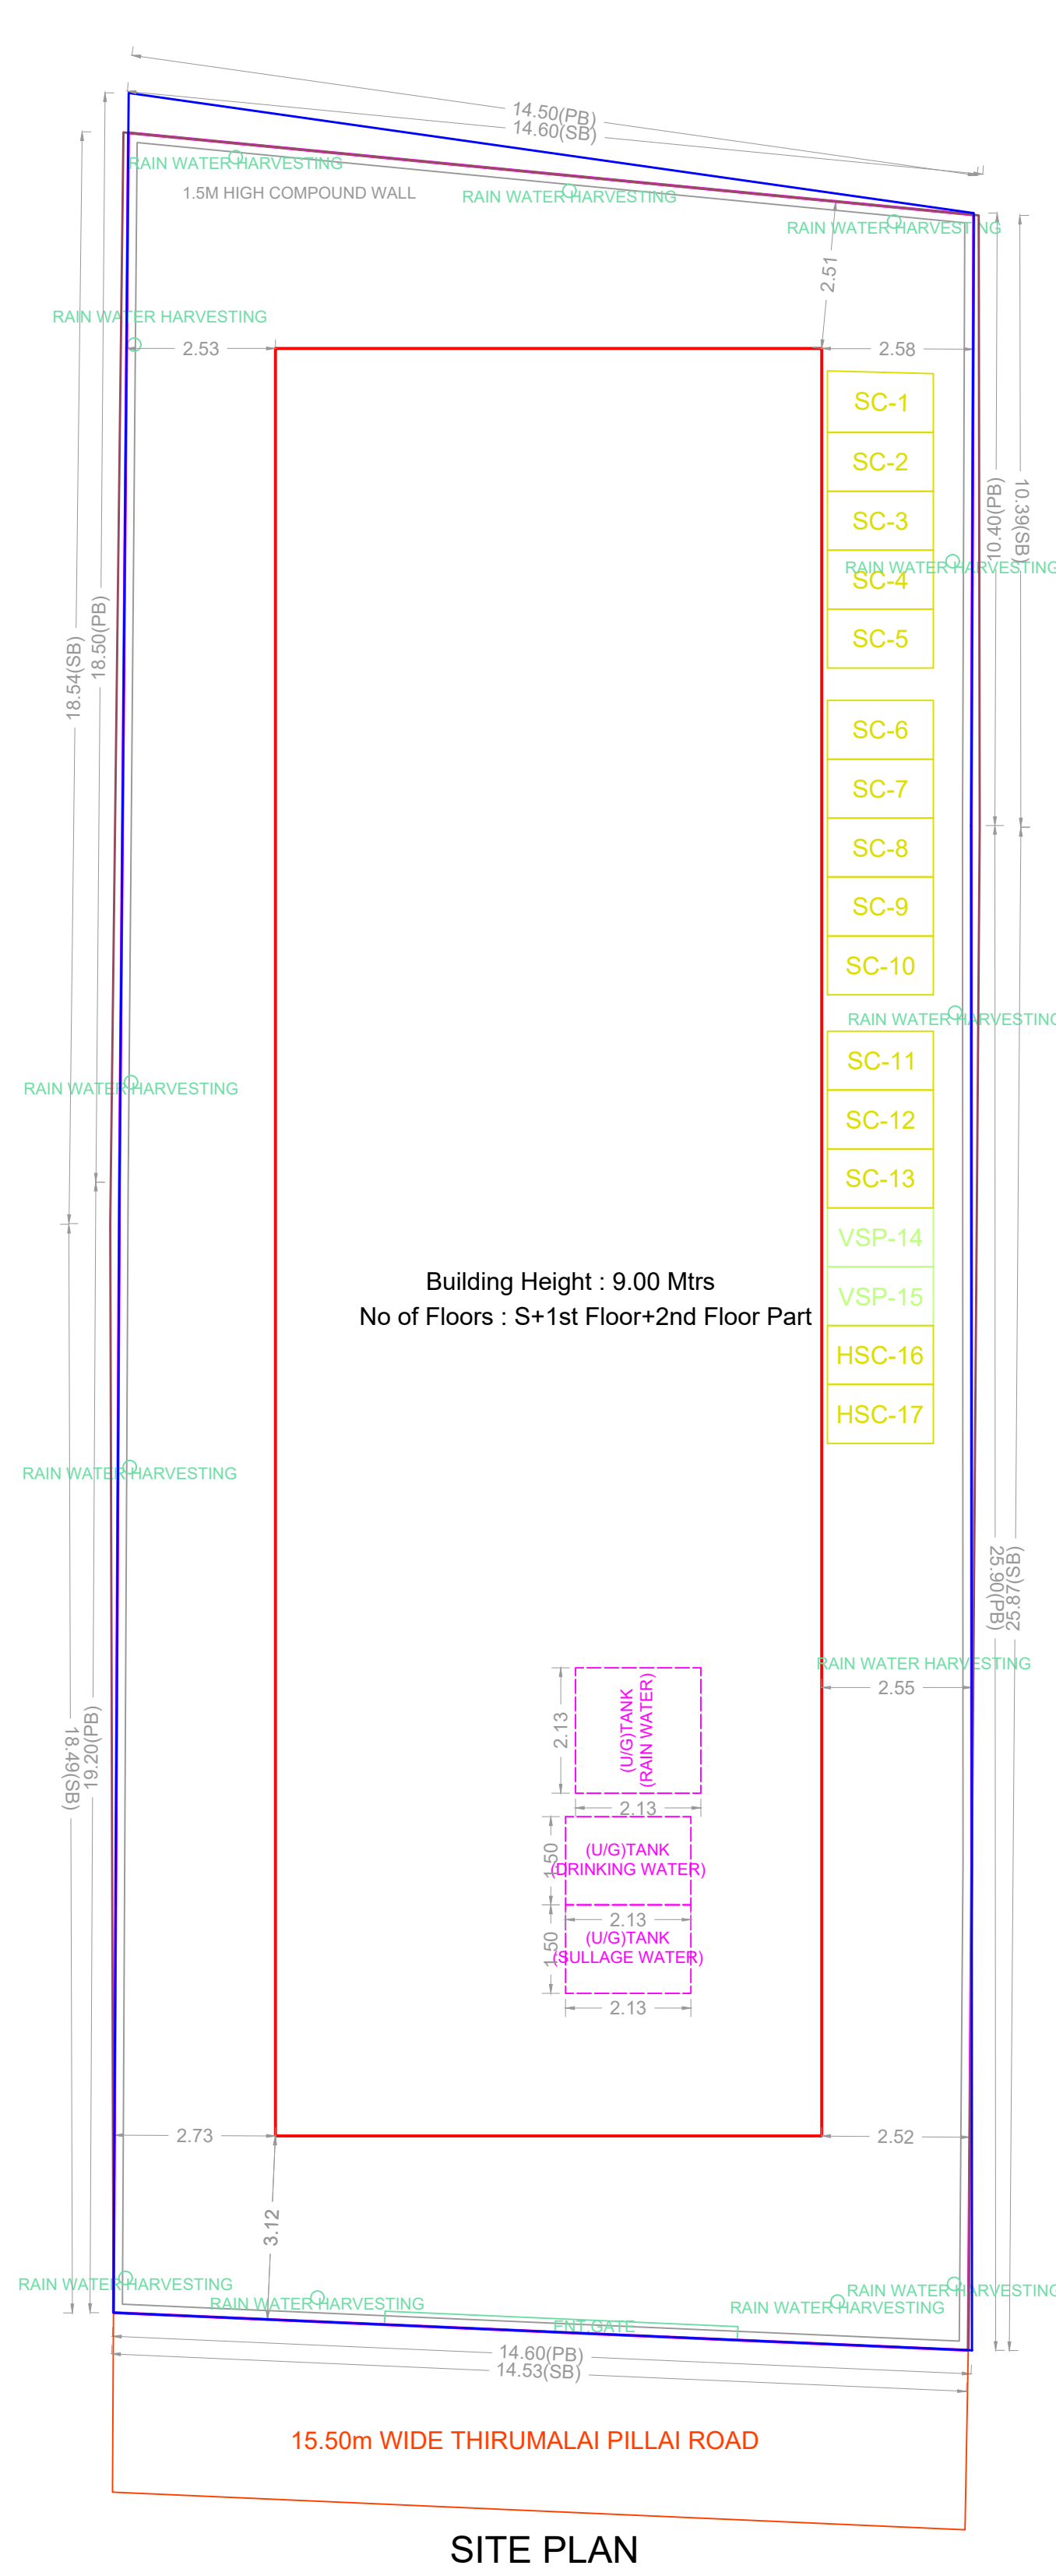 14.50(PB)
14.60(SB)
RAIN WATER HARVESTING
1.5M HIGH COMPOUND WALL
RAIN WATER HARVESTING
RAIN WATER HARVESTING
2.51
RAIN WATER HARVESTING
2.53
2.58
SC-1
SC-2
SC-3
10.40(PB)
10.39(SB)
RAIN WATER HARVESTING
SC-4
SC-5
18.54(SB)
18.50(PB)
SC-6
SC-7
SC-8
SC-9
SC-10
RAIN WATER HARVESTING
SC-11
RAIN WATER HARVESTING
SC-12
SC-13
VSP-14
Building Height : 9.00 Mtrs
VSP-15
No of Floors : S+1st Floor+2nd Floor Part
HSC-16
HSC-17
RAIN WATER HARVESTING
25.90(PB)
25.87(SB)
RAIN WATER HARVESTING
2.55
18.49(SB)
19.20(PB)
2.13
(U/G)TANK
(RAIN WATER)
2.13
1.50
(U/G)TANK
(DRINKING WATER)
2.13
1.50
(U/G)TANK
(SULLAGE WATER)
2.13
2.73
2.52
3.12
RAIN WATER HARVESTING
RAIN WATER HARVESTING
RAIN WATER HARVESTING
RAIN WATER HARVESTING
ENT.GATE
14.60(PB)
14.53(SB)
15.50m WIDE THIRUMALAI PILLAI ROAD
SITE PLAN